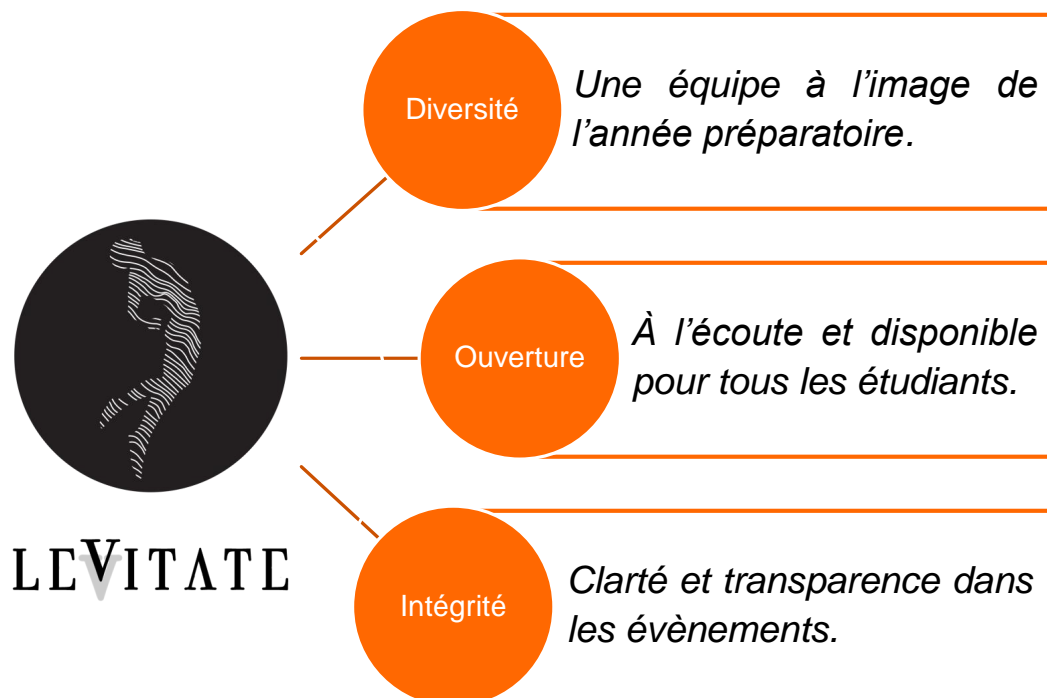 Diversité
Une équipe à l’image de
l’année préparatoire.
Ouverture
À l’écoute et disponible
pour tous les étudiants.
LEVITATE
Intégrité
Clarté et transparence dans
les évènements.